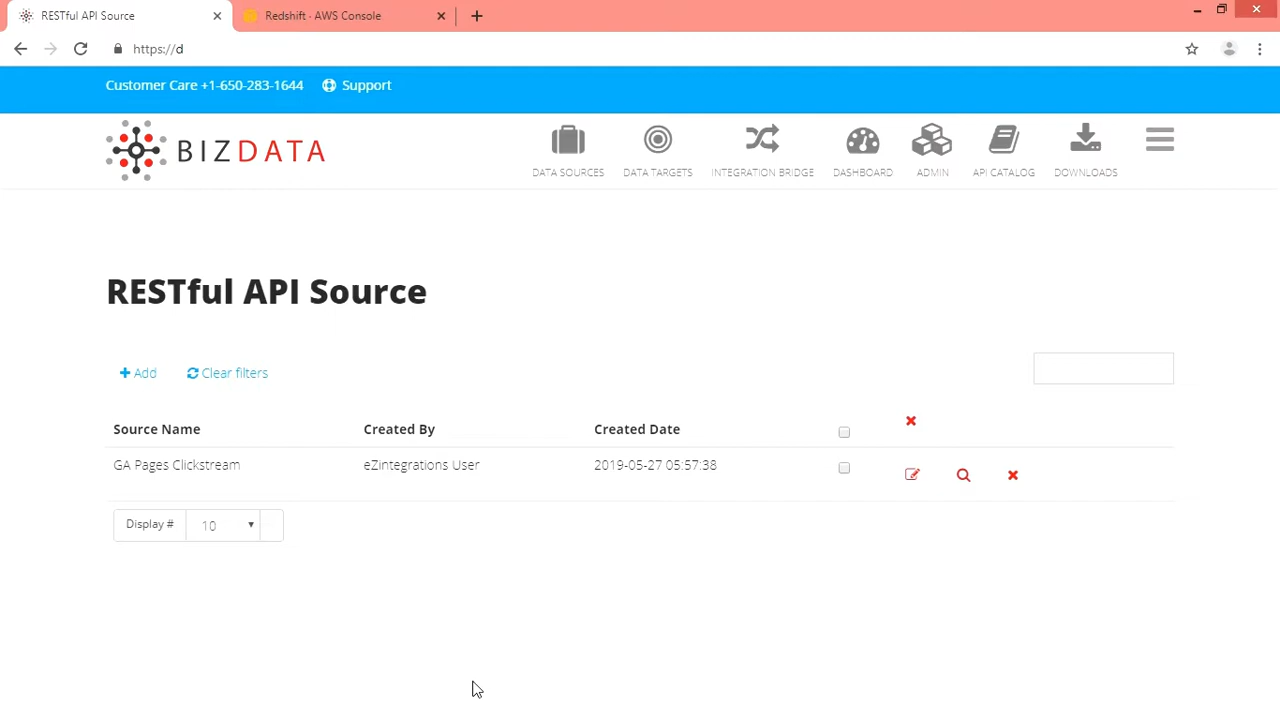 RESTful API Source
Redshift · AWS Console
https://d
Customer Care +1-650-283-1644 Support
BIZDATA
DATA SOURCES DATA TARGETS INTEGRATION BRIDGE DASHBOARD ADMIN API CATALOG DOWNLOADS
RESTful API Source
Add Clear filters
Source Name Created By Created Date
GA Pages Clickstream eZintegrations User 2019-05-27 05:57:38
Display # 10